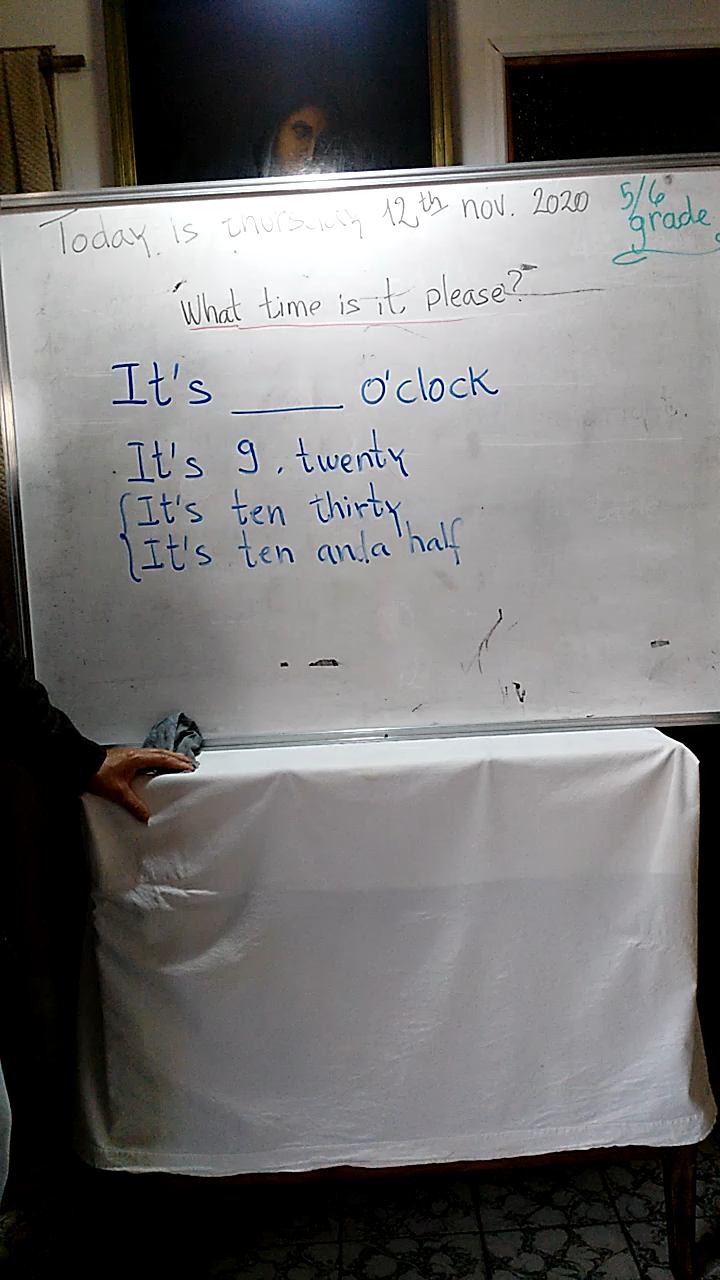 Today is thursday 12th nov. 2020
5/6
grade
What time is it, please?
It's ____ o'clock
It's 9, twenty
It's ten thirty
It's ten and a half